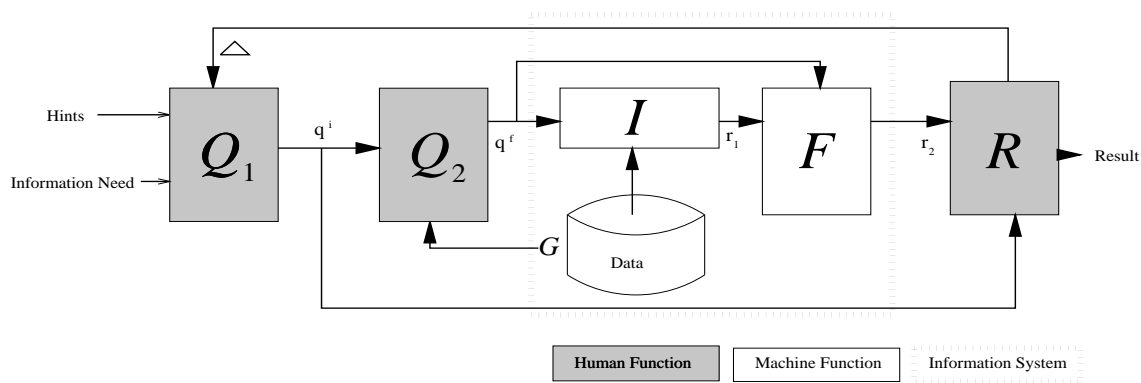 △
Hints
Information Need
Q1
q i
Q2
q f
I
r1
F
r2
R
Result
G
Data
Human Function
Machine Function
Information System